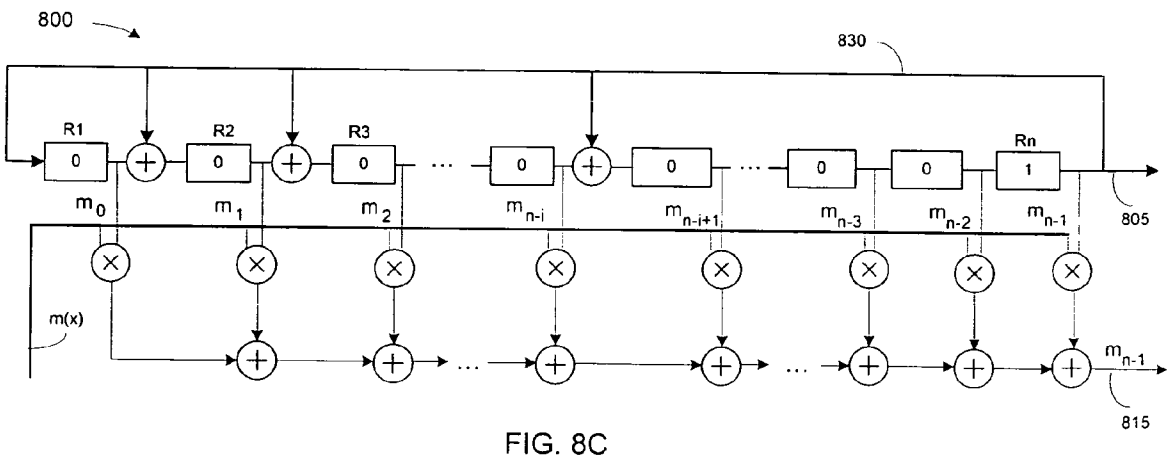 800
830
R1 R2 R3 Rn
0 0 0 ... 0 0 ... 0 0 1
m0 m1 m2 mn-i mn-i+1 mn-3 mn-2 mn-1 805
m(x)
... ... mn-1
815
FIG. 8C